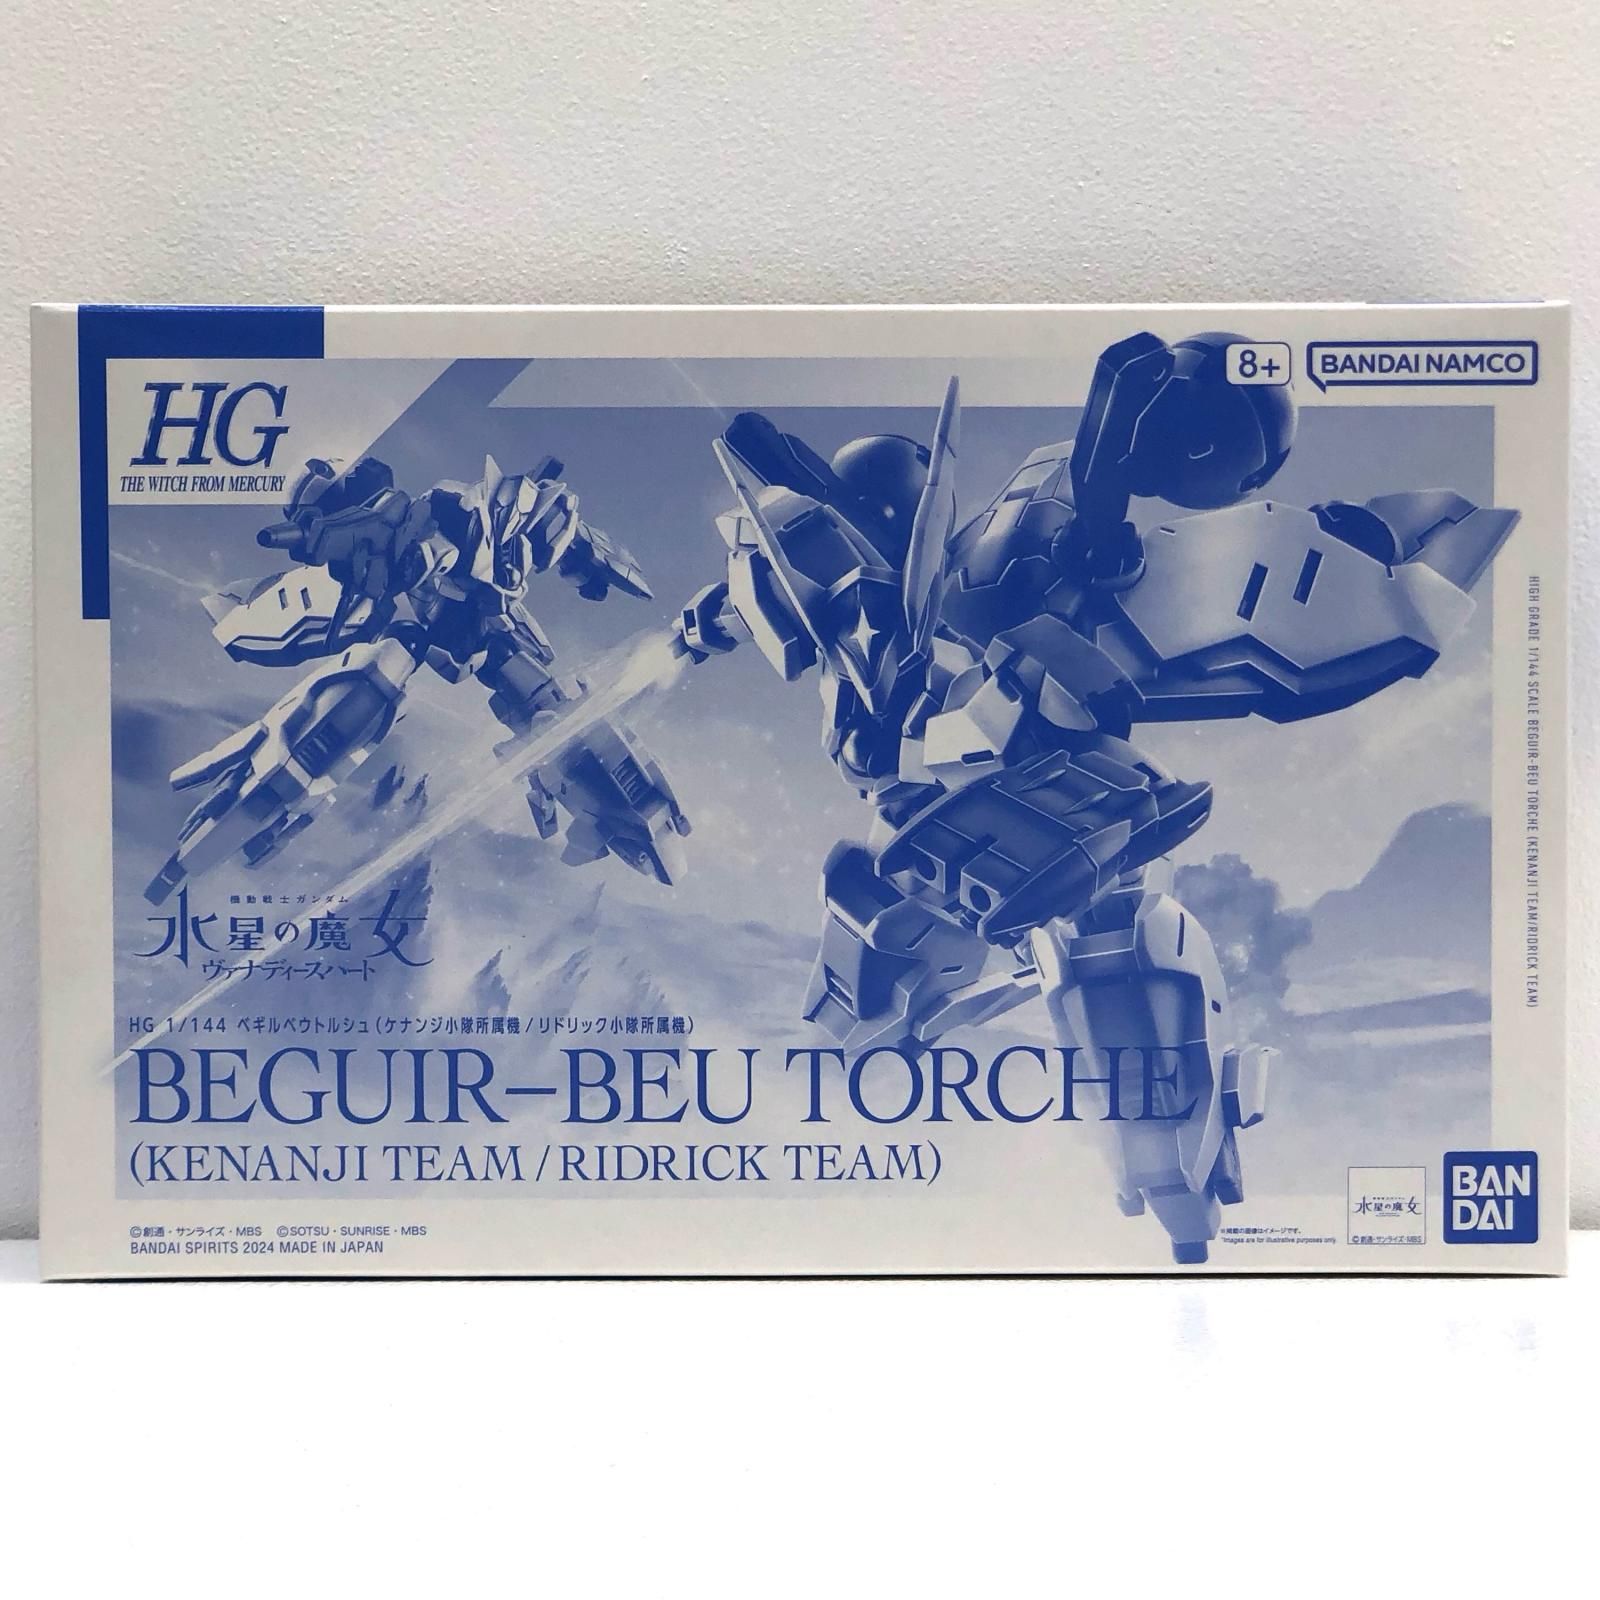 HG
THE WITCH FROM MERCURY
8+
BANDAI NAMCO
機動戦士ガンダム
水星の魔女
ヴァナディースハート
HG 1/144 ベギルベウトルシュ(ケナンジ小隊所属機/リドリック小隊所属機)
BEGUIR-BEU TORCHE
(KENANJI TEAM/RIDRICK TEAM)
©創通・サンライズ・MBS ©SOTSU・SUNRISE・MBS
BANDAI SPIRITS 2024 MADE IN JAPAN
※掲載の画像はイメージです。
*Images are for illustrative purposes only.
水星の魔女
©創通・サンライズ・MBS
BAN
DAI
HIGH GRADE 1/144 SCALE BEGUIR-BEU TORCHE (KENANJI TEAM/RIDRICK TEAM)